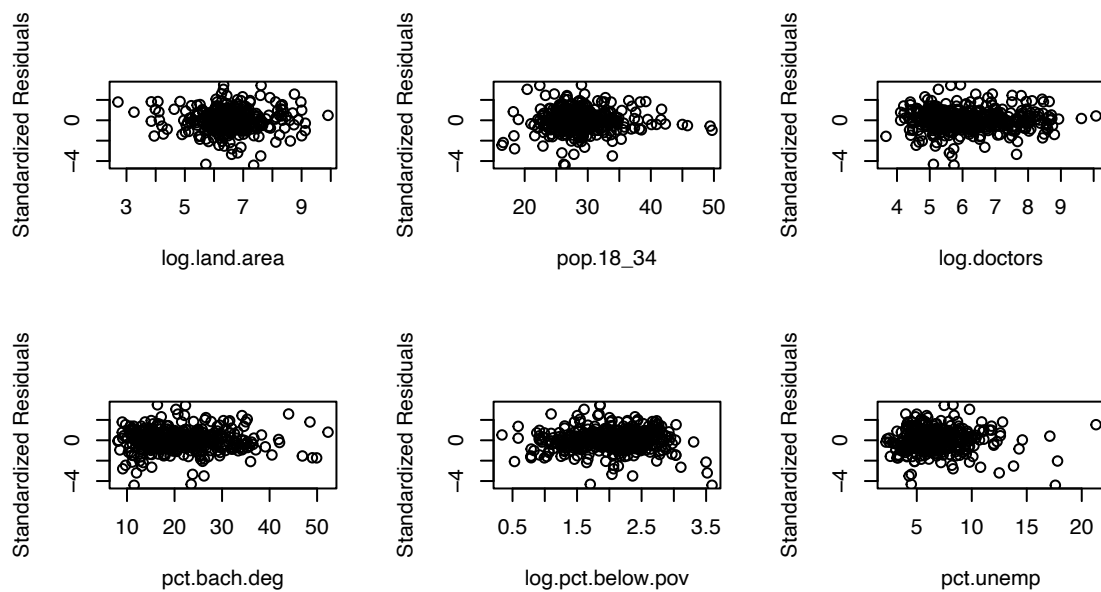 Standardized Residuals
0
−4
3 5 7 9
log.land.area
Standardized Residuals
0
−4
20 30 40 50
pop.18_34
Standardized Residuals
0
−4
4 5 6 7 8 9
log.doctors
Standardized Residuals
0
−4
10 20 30 40 50
pct.bach.deg
Standardized Residuals
0
−4
0.5 1.5 2.5 3.5
log.pct.below.pov
Standardized Residuals
0
−4
5 10 15 20
pct.unemp